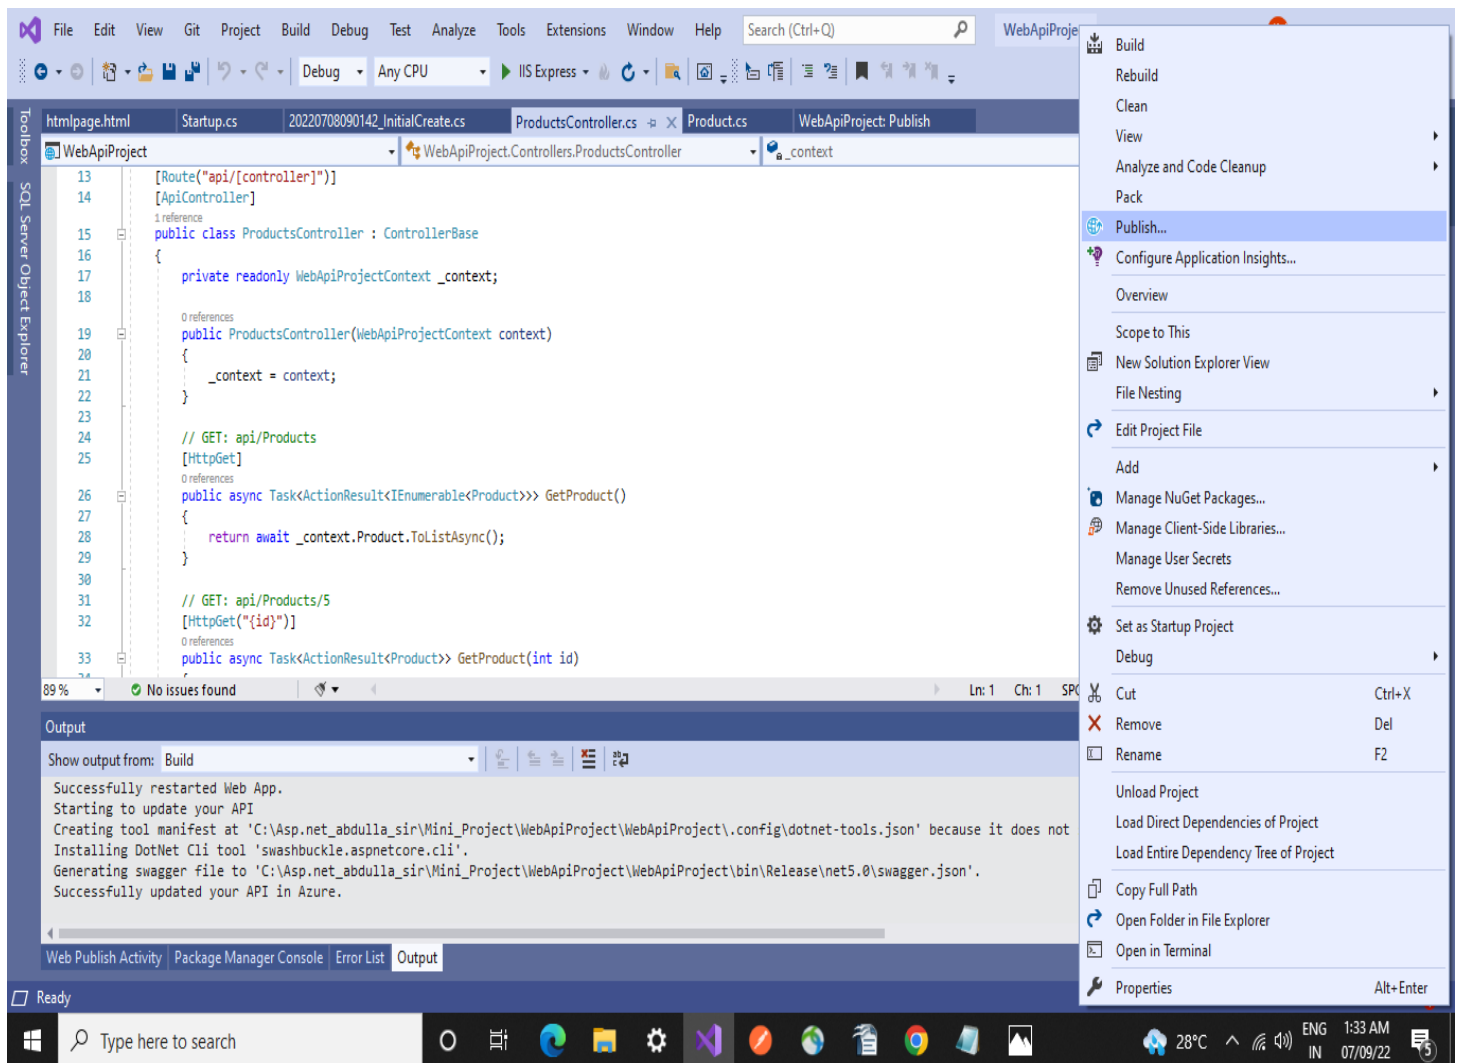 File Edit View Git Project Build Debug Test Analyze Tools Extensions Window Help Search (Ctrl+Q) WebApiProje
Debug Any CPU IIS Express
htmlpage.html Startup.cs 20220708090142_InitialCreate.cs ProductsController.cs Product.cs WebApiProject: Publish
WebApiProject WebApiProject.Controllers.ProductsController _context
Toolbox
SQL Server Object Explorer
13 [Route("api/[controller]")]
14 [ApiController]
1 reference
15 public class ProductsController : ControllerBase
16 {
17 private readonly WebApiProjectContext _context;
18
0 references
19 public ProductsController(WebApiProjectContext context)
20 {
21 _context = context;
22 }
23
24 // GET: api/Products
25 [HttpGet]
0 references
26 public async Task<ActionResult<IEnumerable<Product>>> GetProduct()
27 {
28 return await _context.Product.ToListAsync();
29 }
30
31 // GET: api/Products/5
32 [HttpGet("{id}")]
0 references
33 public async Task<ActionResult<Product>> GetProduct(int id)
89 % No issues found Ln: 1 Ch: 1 SPC
Output
Show output from: Build
Successfully restarted Web App.
Starting to update your API
Creating tool manifest at 'C:\Asp.net_abdulla_sir\Mini_Project\WebApiProject\WebApiProject\.config\dotnet-tools.json' because it does not
Installing DotNet Cli tool 'swashbuckle.aspnetcore.cli'.
Generating swagger file to 'C:\Asp.net_abdulla_sir\Mini_Project\WebApiProject\WebApiProject\bin\Release\net5.0\swagger.json'.
Successfully updated your API in Azure.
Web Publish Activity Package Manager Console Error List Output
Ready
Build
Rebuild
Clean
View
Analyze and Code Cleanup
Pack
Publish...
Configure Application Insights...
Overview
Scope to This
New Solution Explorer View
File Nesting
Edit Project File
Add
Manage NuGet Packages...
Manage Client-Side Libraries...
Manage User Secrets
Remove Unused References...
Set as Startup Project
Debug
Cut Ctrl+X
Remove Del
Rename F2
Unload Project
Load Direct Dependencies of Project
Load Entire Dependency Tree of Project
Copy Full Path
Open Folder in File Explorer
Open in Terminal
Properties Alt+Enter
Type here to search 28°C ENG 1:33 AM
IN 07/09/22 5